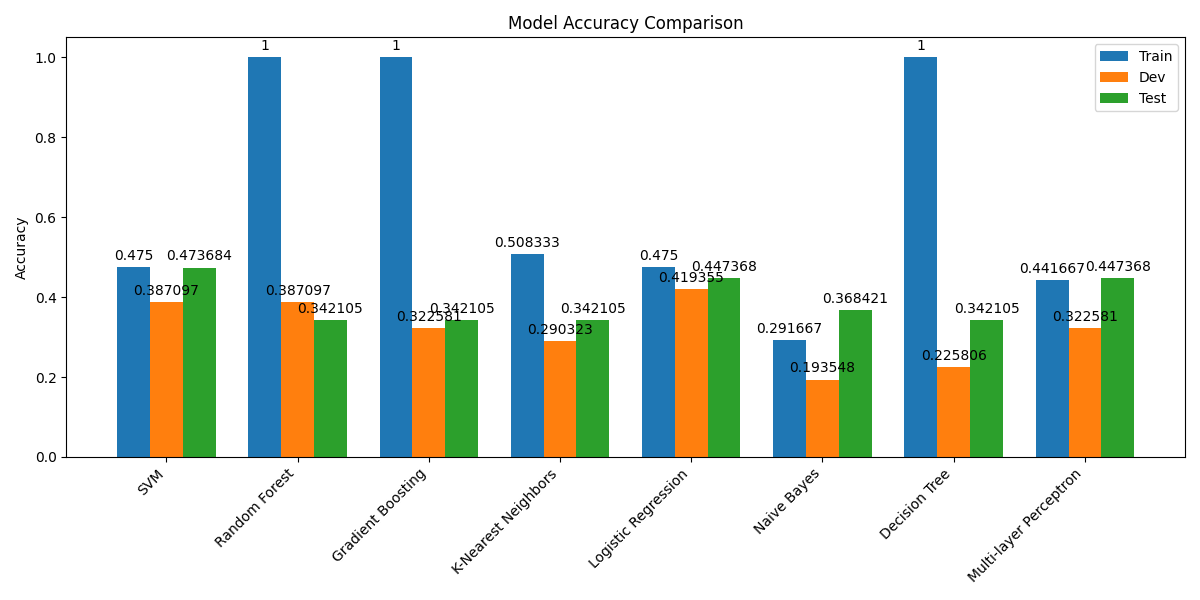 Model Accuracy Comparison
Train
Dev
Test
Accuracy
1.0
0.8
0.6
0.4
0.2
0.0
0.475
0.387097
0.473684
1
0.387097
0.342105
1
0.322581
0.342105
0.508333
0.290323
0.342105
0.475
0.419355
0.447368
0.291667
0.193548
0.368421
1
0.225806
0.342105
0.441667
0.322581
0.447368
SVM
Random Forest
Gradient Boosting
K-Nearest Neighbors
Logistic Regression
Naive Bayes
Decision Tree
Multi-layer Perceptron